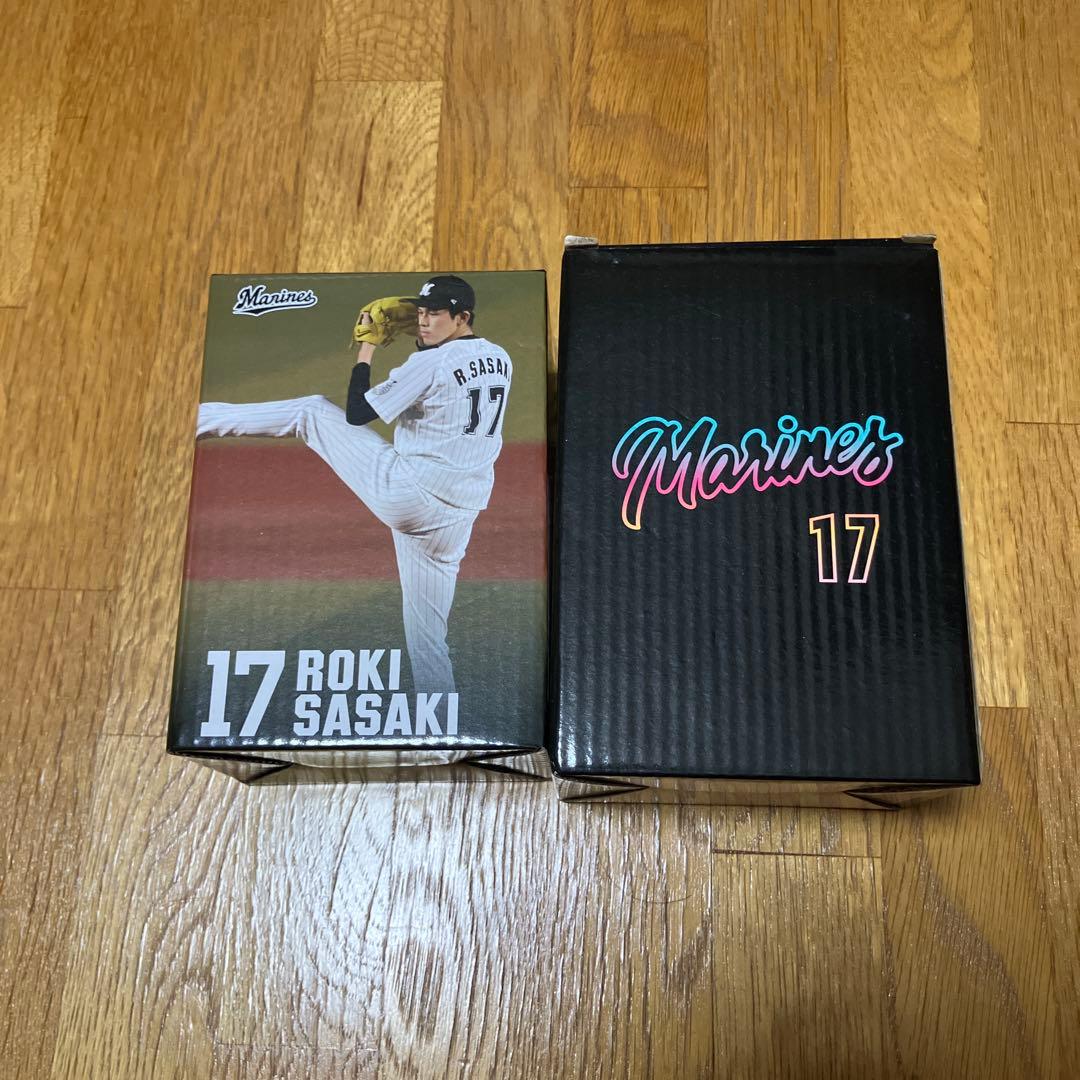 Marines
M
R.SASAKI
17
17 ROKI
SASAKI
Marines
17